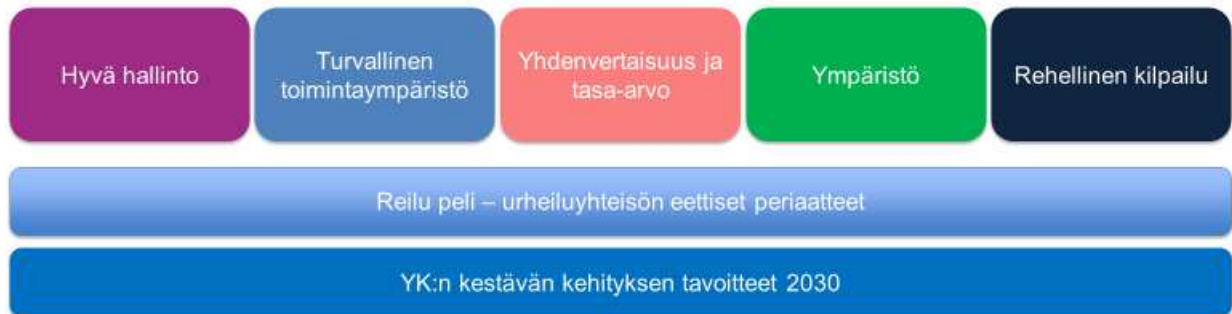 Hyvä hallinto
Turvallinen
toimintaympäristö
Yhdenvertaisuus ja
tasa-arvo
Ympäristö
Rehellinen kilpailu
Reilu peli – urheiluyhteisön eettiset periaatteet
YK:n kestävän kehityksen tavoitteet 2030